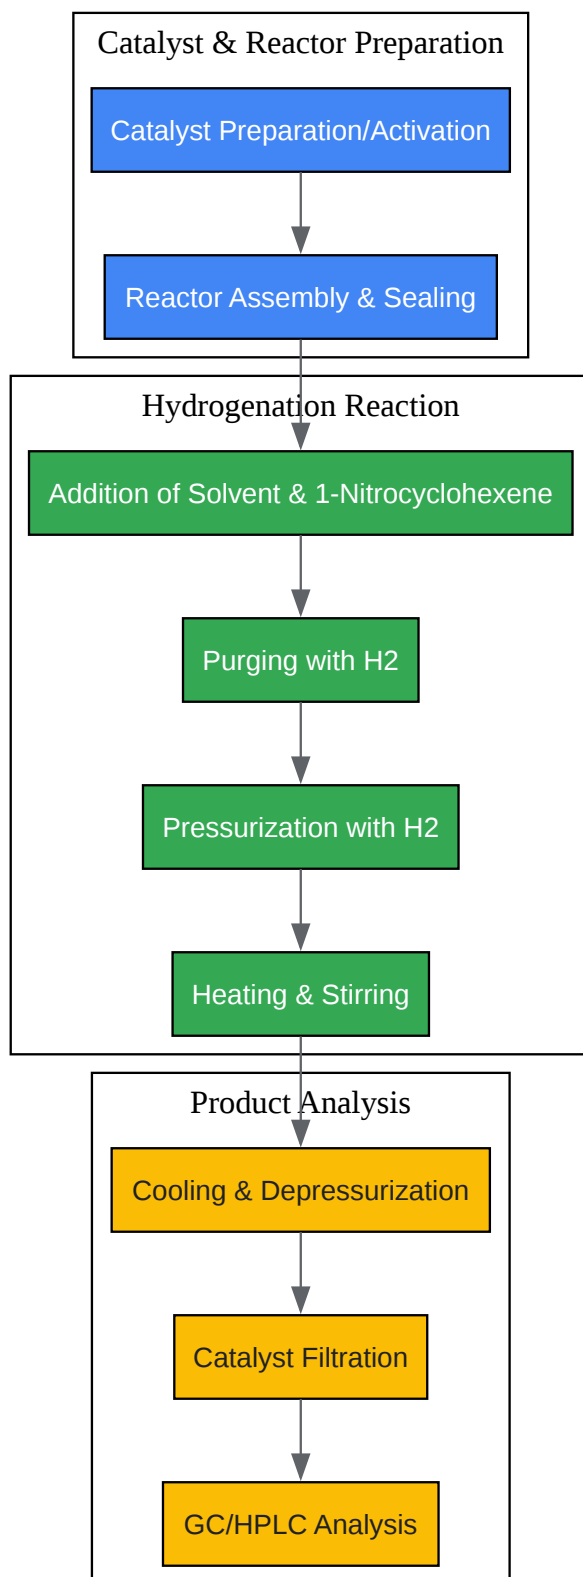 Catalyst & Reactor Preparation
Catalyst Preparation/Activation
Reactor Assembly & Sealing
Hydrogenation Reaction
Addition of Solvent & 1-Nitrocyclohexene
Purging with H2
Pressurization with H2
Heating & Stirring
Product Analysis
Cooling & Depressurization
Catalyst Filtration
GC/HPLC Analysis